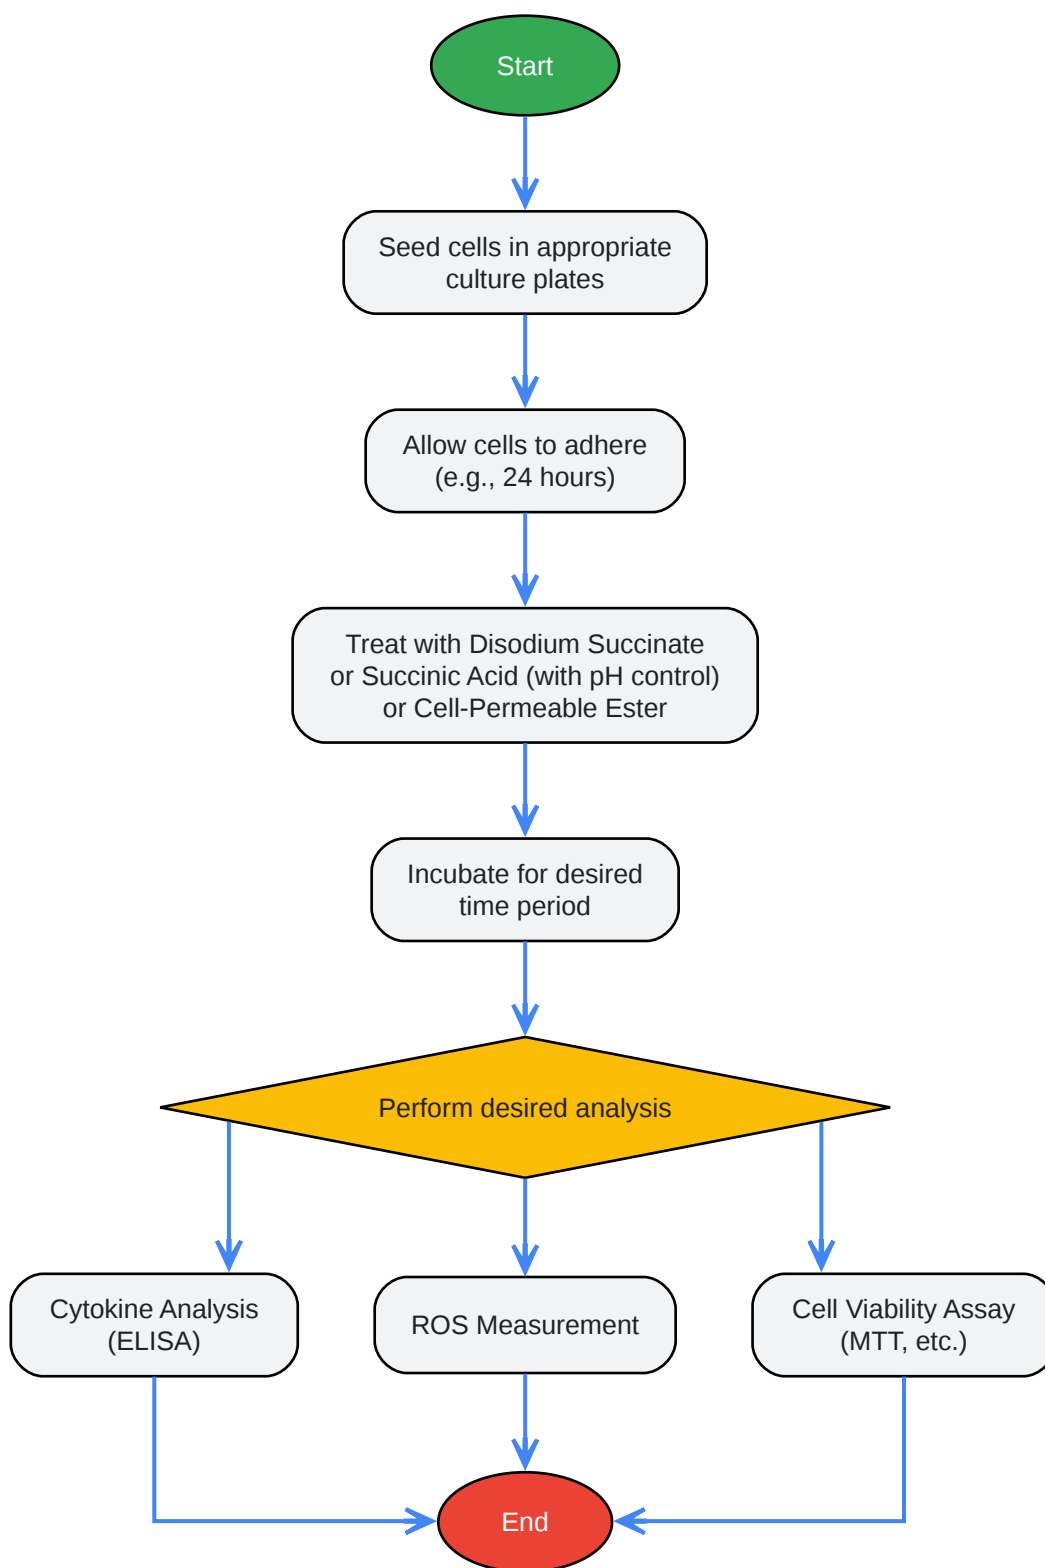 Start
Seed cells in appropriate
culture plates
Allow cells to adhere
(e.g., 24 hours)
Treat with Disodium Succinate
or Succinic Acid (with pH control)
or Cell-Permeable Ester
Incubate for desired
time period
Perform desired analysis
Cytokine Analysis
(ELISA)
ROS Measurement
Cell Viability Assay
(MTT, etc.)
End